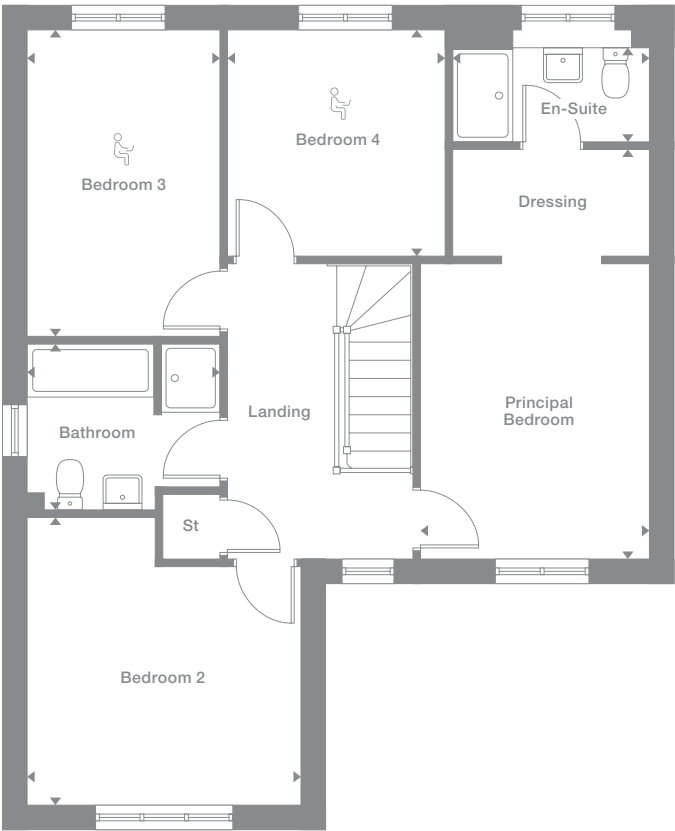 En-Suite
Bedroom 4
Bedroom 3
Dressing
Landing
Principal
Bedroom
Bathroom
St
Bedroom 2